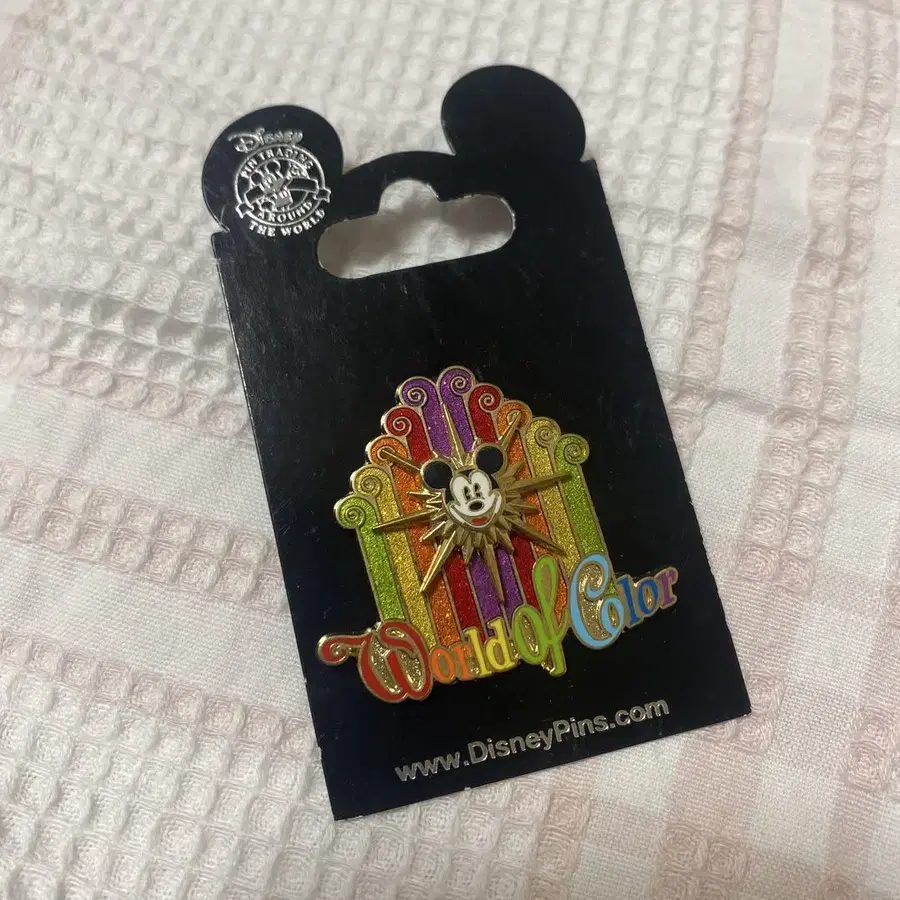 Disney
PIN TRADING
AROUND
THE WORLD
World of Color
www.DisneyPins.com